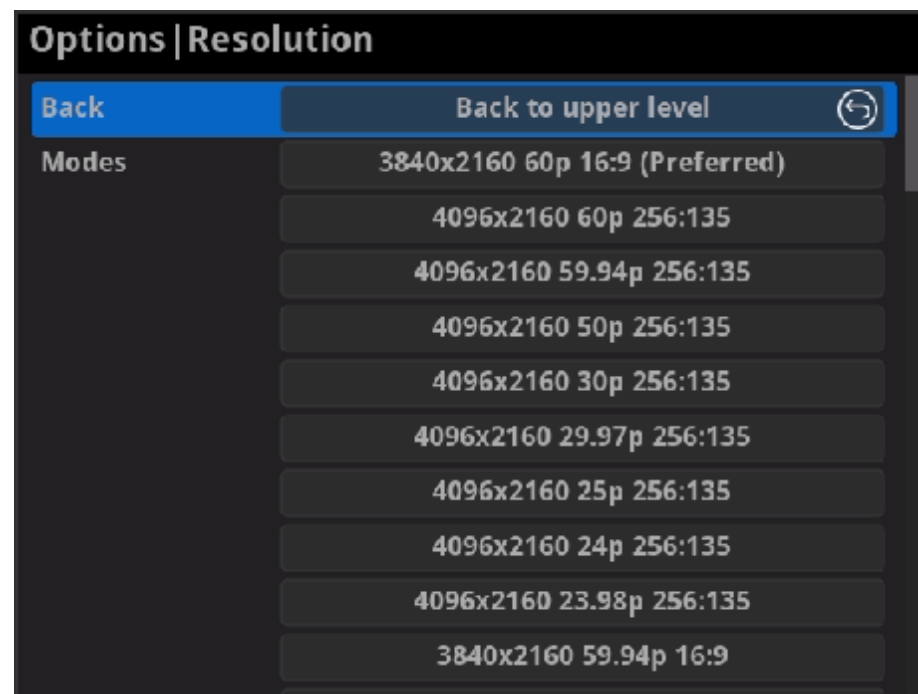 Options|Resolution
Back Back to upper level
Modes 3840x2160 60p 16:9 (Preferred)
4096x2160 60p 256:135
4096x2160 59.94p 256:135
4096x2160 50p 256:135
4096x2160 30p 256:135
4096x2160 29.97p 256:135
4096x2160 25p 256:135
4096x2160 24p 256:135
4096x2160 23.98p 256:135
3840x2160 59.94p 16:9